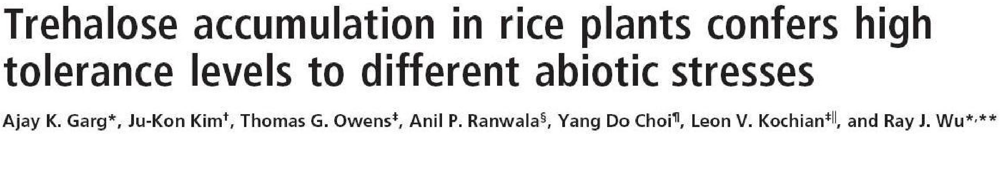 Trehalose accumulation in rice plants confers high
tolerance levels to different abiotic stresses
Ajay K. Garg*, Ju-Kon Kim†, Thomas G. Owens‡, Anil P. Ranwala§, Yang Do Choi¶, Leon V. Kochian‡‖, and Ray J. Wu*,**